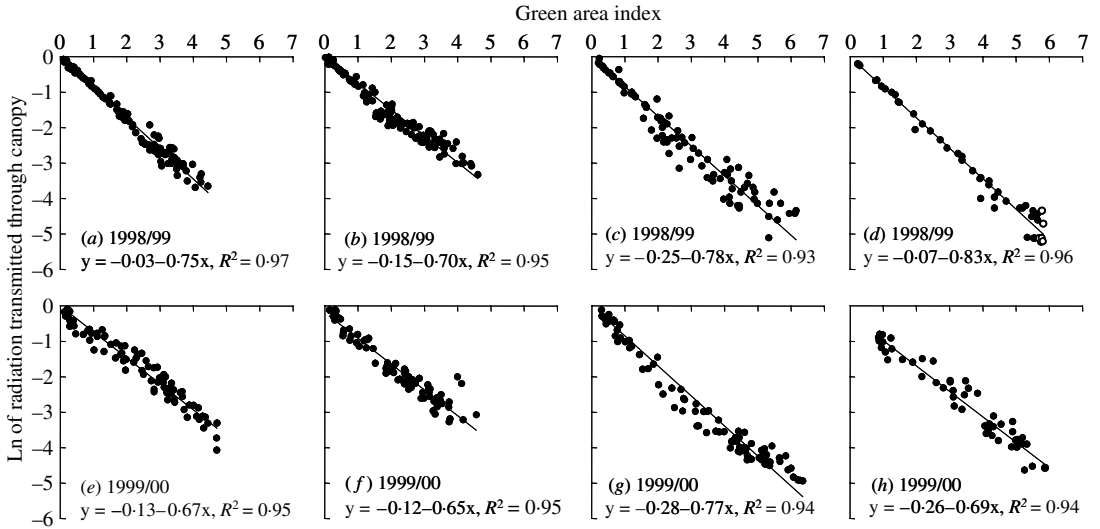 Green area index
0 1 2 3 4 5 6 7
0 1 2 3 4 5 6 7
0 1 2 3 4 5 6 7
0 1 2 3 4 5 6 7
Ln of radiation transmitted through canopy
0
−1
−2
−3
−4
−5
−6
(a) 1998/99
y = −0·03−0·75x, R² = 0·97
(b) 1998/99
y = −0·15−0·70x, R² = 0·95
(c) 1998/99
y = −0·25−0·78x, R² = 0·93
(d) 1998/99
y = −0·07−0·83x, R² = 0·96
0
−1
−2
−3
−4
−5
−6
(e) 1999/00
y = −0·13−0·67x, R² = 0·95
(f) 1999/00
y = −0·12−0·65x, R² = 0·95
(g) 1999/00
y = −0·28−0·77x, R² = 0·94
(h) 1999/00
y = −0·26−0·69x, R² = 0·94